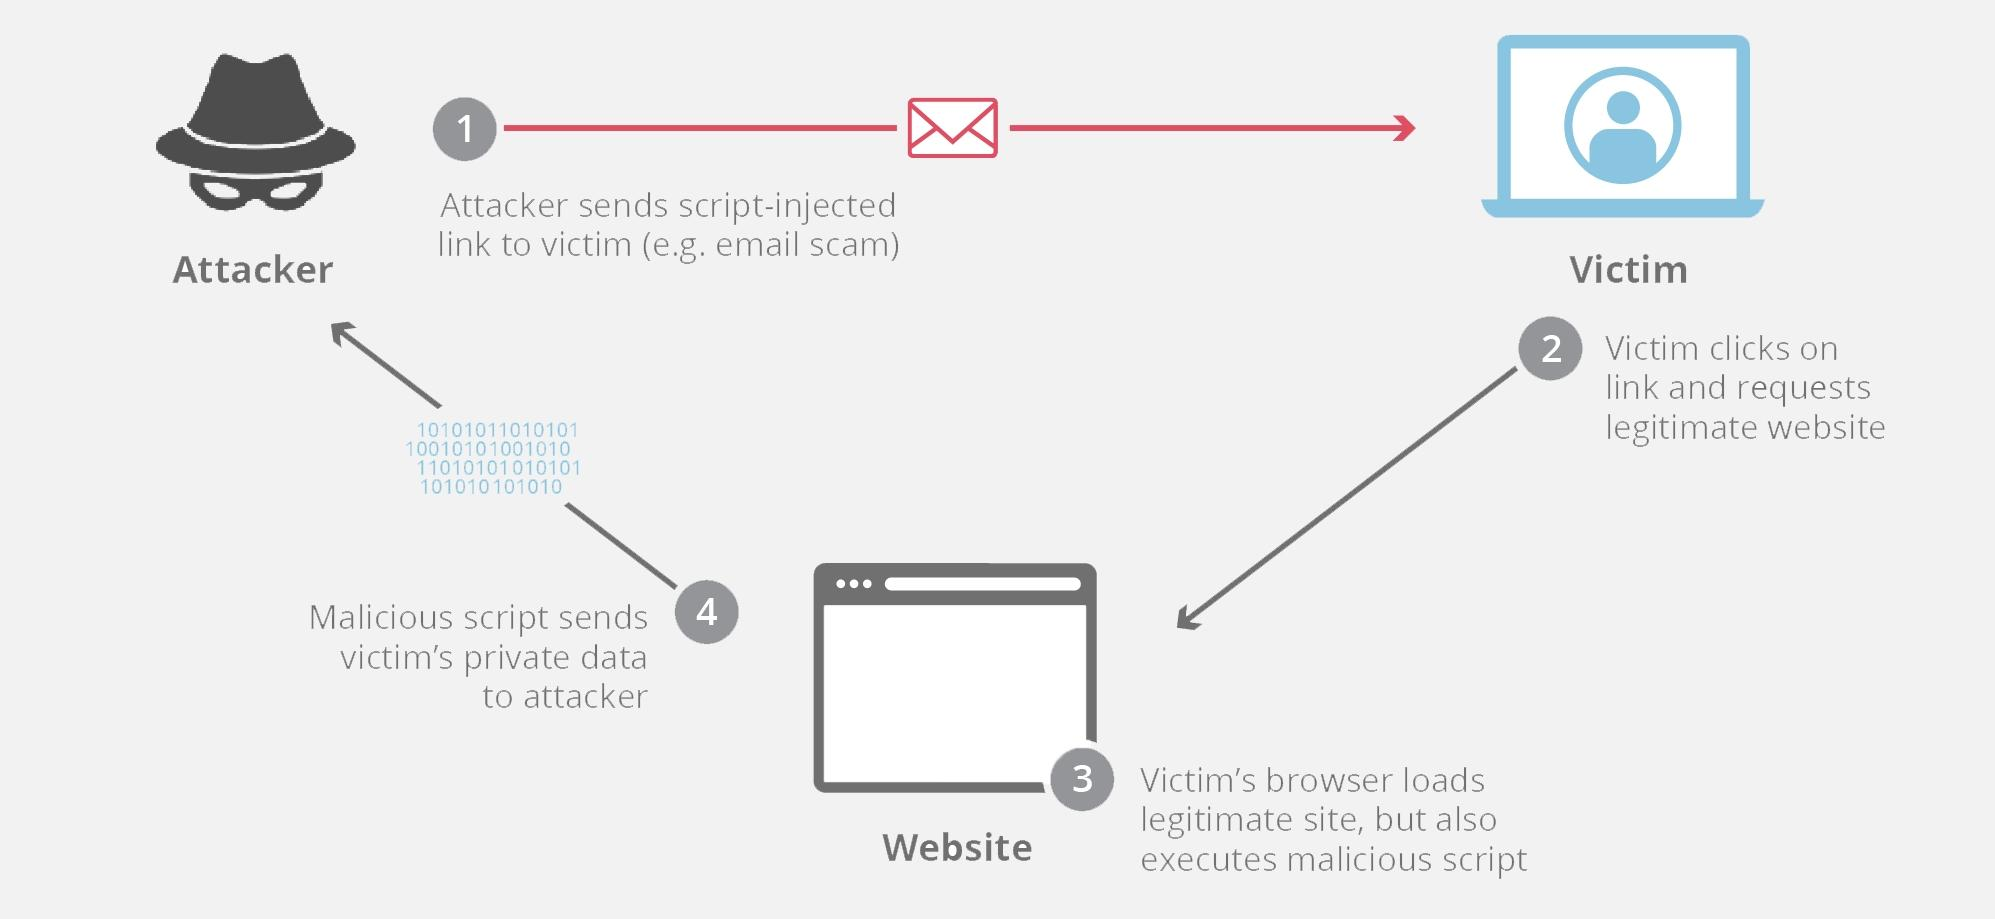 1
Attacker sends script-injected
link to victim (e.g. email scam)
Attacker
Victim
2
Victim clicks on
link and requests
legitimate website
10101011010101
10010101001010
11010101010101
101010101010
4
Malicious script sends
victim's private data
to attacker
3
Victim's browser loads
legitimate site, but also
executes malicious script
Website